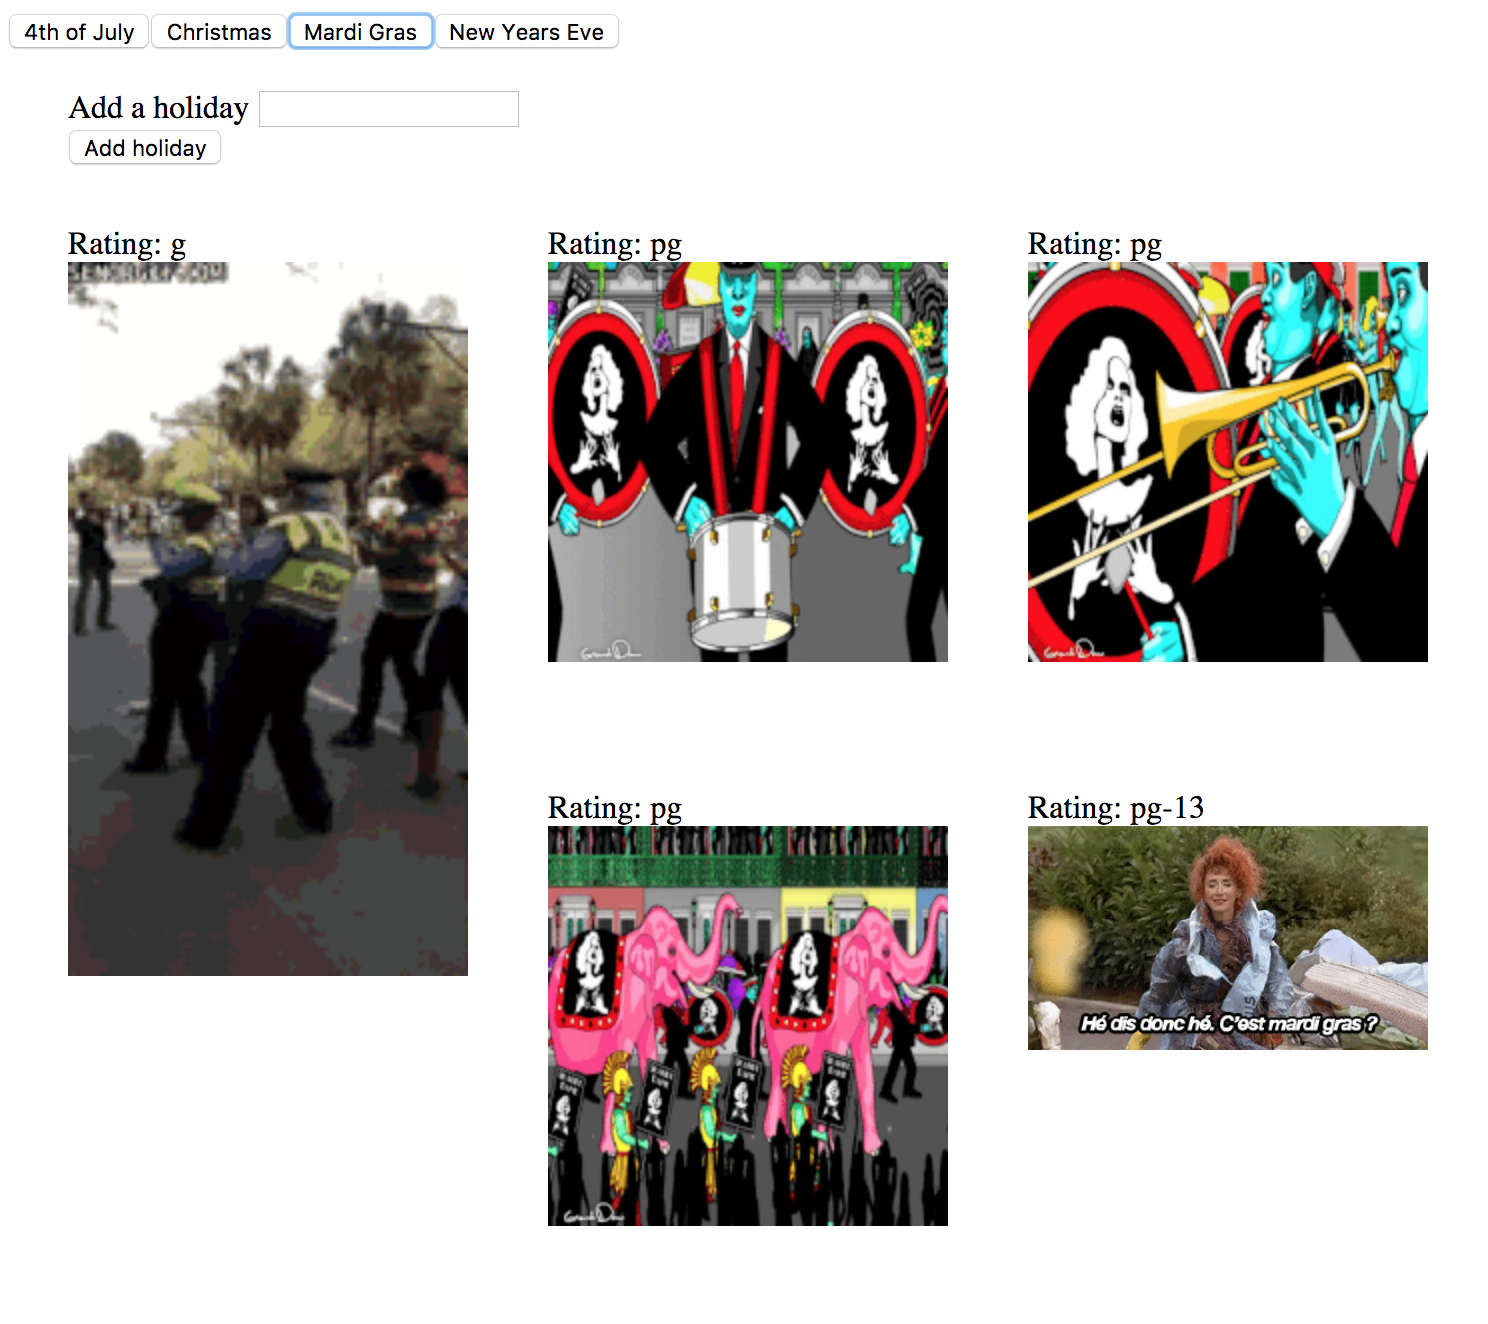 4th of July Christmas Mardi Gras New Years Eve
Add a holiday
Add holiday
Rating: g
Rating: pg
Rating: pg
Rating: pg
Rating: pg-13
Hé dis donc hé. C'est mardi gras ?